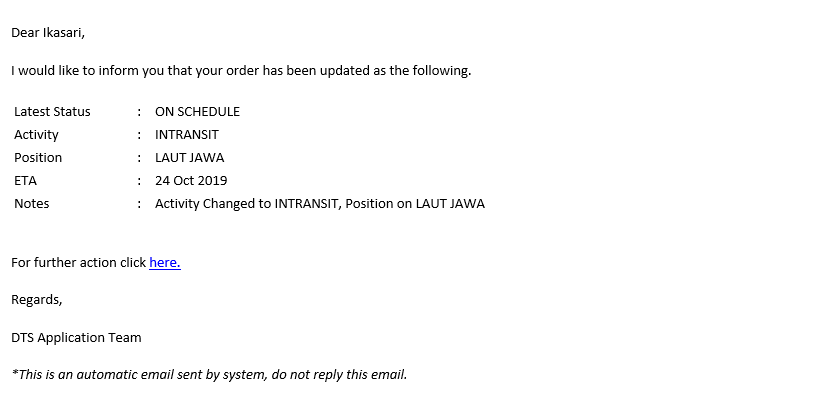 Dear Ikasari,
I would like to inform you that your order has been updated as the following.
Latest Status : ON SCHEDULE
Activity : INTRANSIT
Position : LAUT JAWA
ETA : 24 Oct 2019
Notes : Activity Changed to INTRANSIT, Position on LAUT JAWA
For further action click here.
Regards,
DTS Application Team
*This is an automatic email sent by system, do not reply this email.